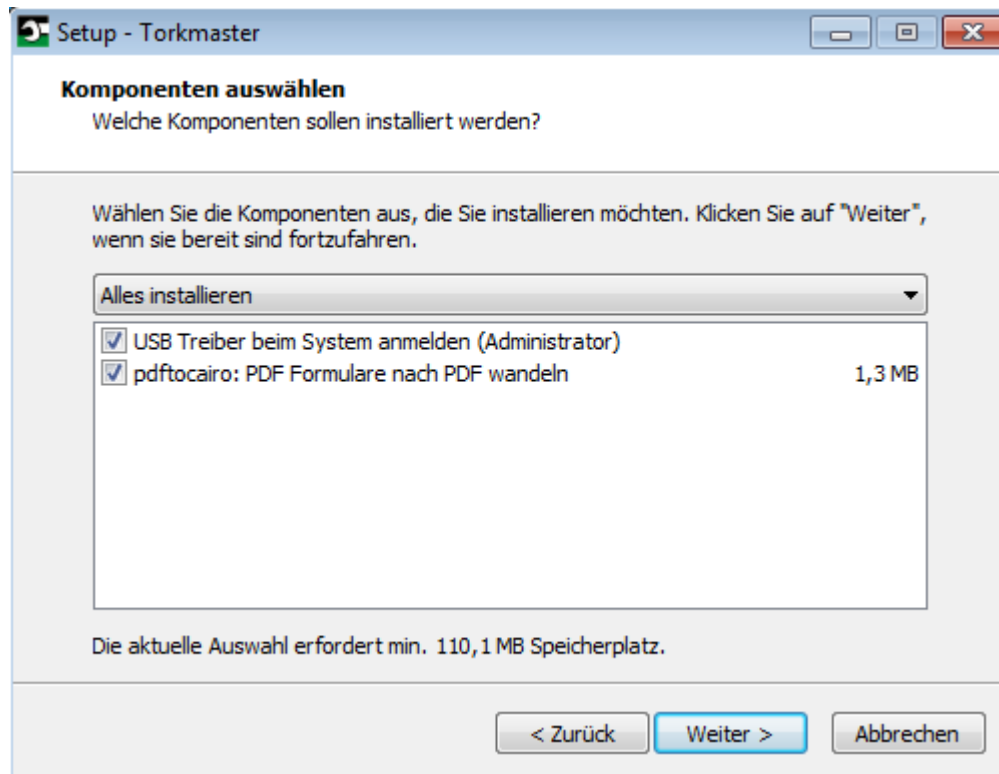 Setup - Torkmaster
Komponenten auswählen
Welche Komponenten sollen installiert werden?
Wählen Sie die Komponenten aus, die Sie installieren möchten. Klicken Sie auf "Weiter",
wenn sie bereit sind fortzufahren.
Alles installieren
USB Treiber beim System anmelden (Administrator)
pdftocairo: PDF Formulare nach PDF wandeln 1,3 MB
Die aktuelle Auswahl erfordert min. 110,1 MB Speicherplatz.
< Zurück Weiter > Abbrechen